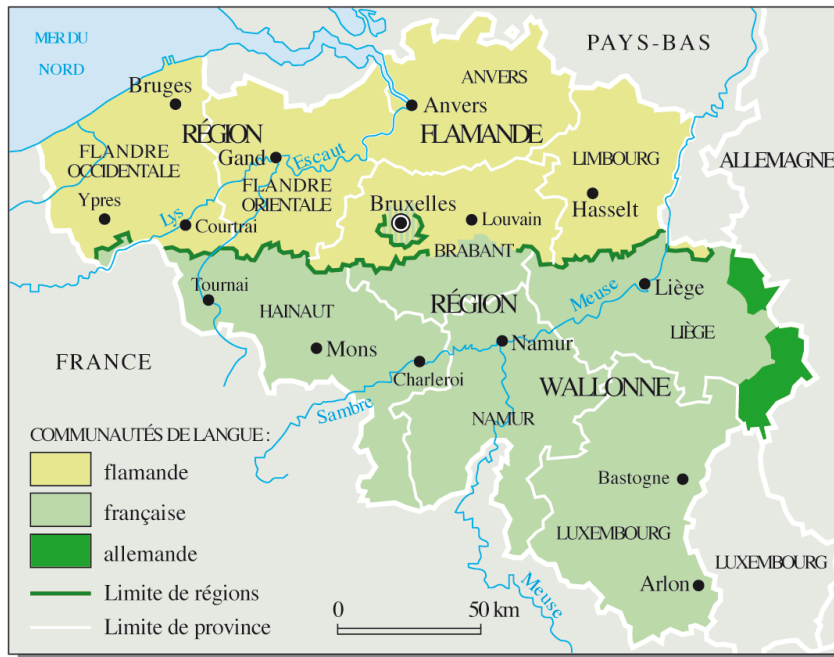 MER DU
NORD
PAYS-BAS
ANVERS
Bruges
Anvers
RÉGION
FLAMANDE
Gand
Escaut
LIMBOURG
ALLEMAGNE
FLANDRE
OCCIDENTALE
FLANDRE
ORIENTALE
Ypres
Lys
Courtrai
Bruxelles
Louvain
Hasselt
BRABANT
Tournai
HAINAUT
RÉGION
Meuse
Liège
LIÈGE
FRANCE
Mons
Namur
Charleroi
WALLONNE
Sambre
NAMUR
COMMUNAUTÉS DE LANGUE :
flamande
française
allemande
Limite de régions
Limite de province
Bastogne
LUXEMBOURG
LUXEMBOURG
Arlon
Meuse
0
50 km